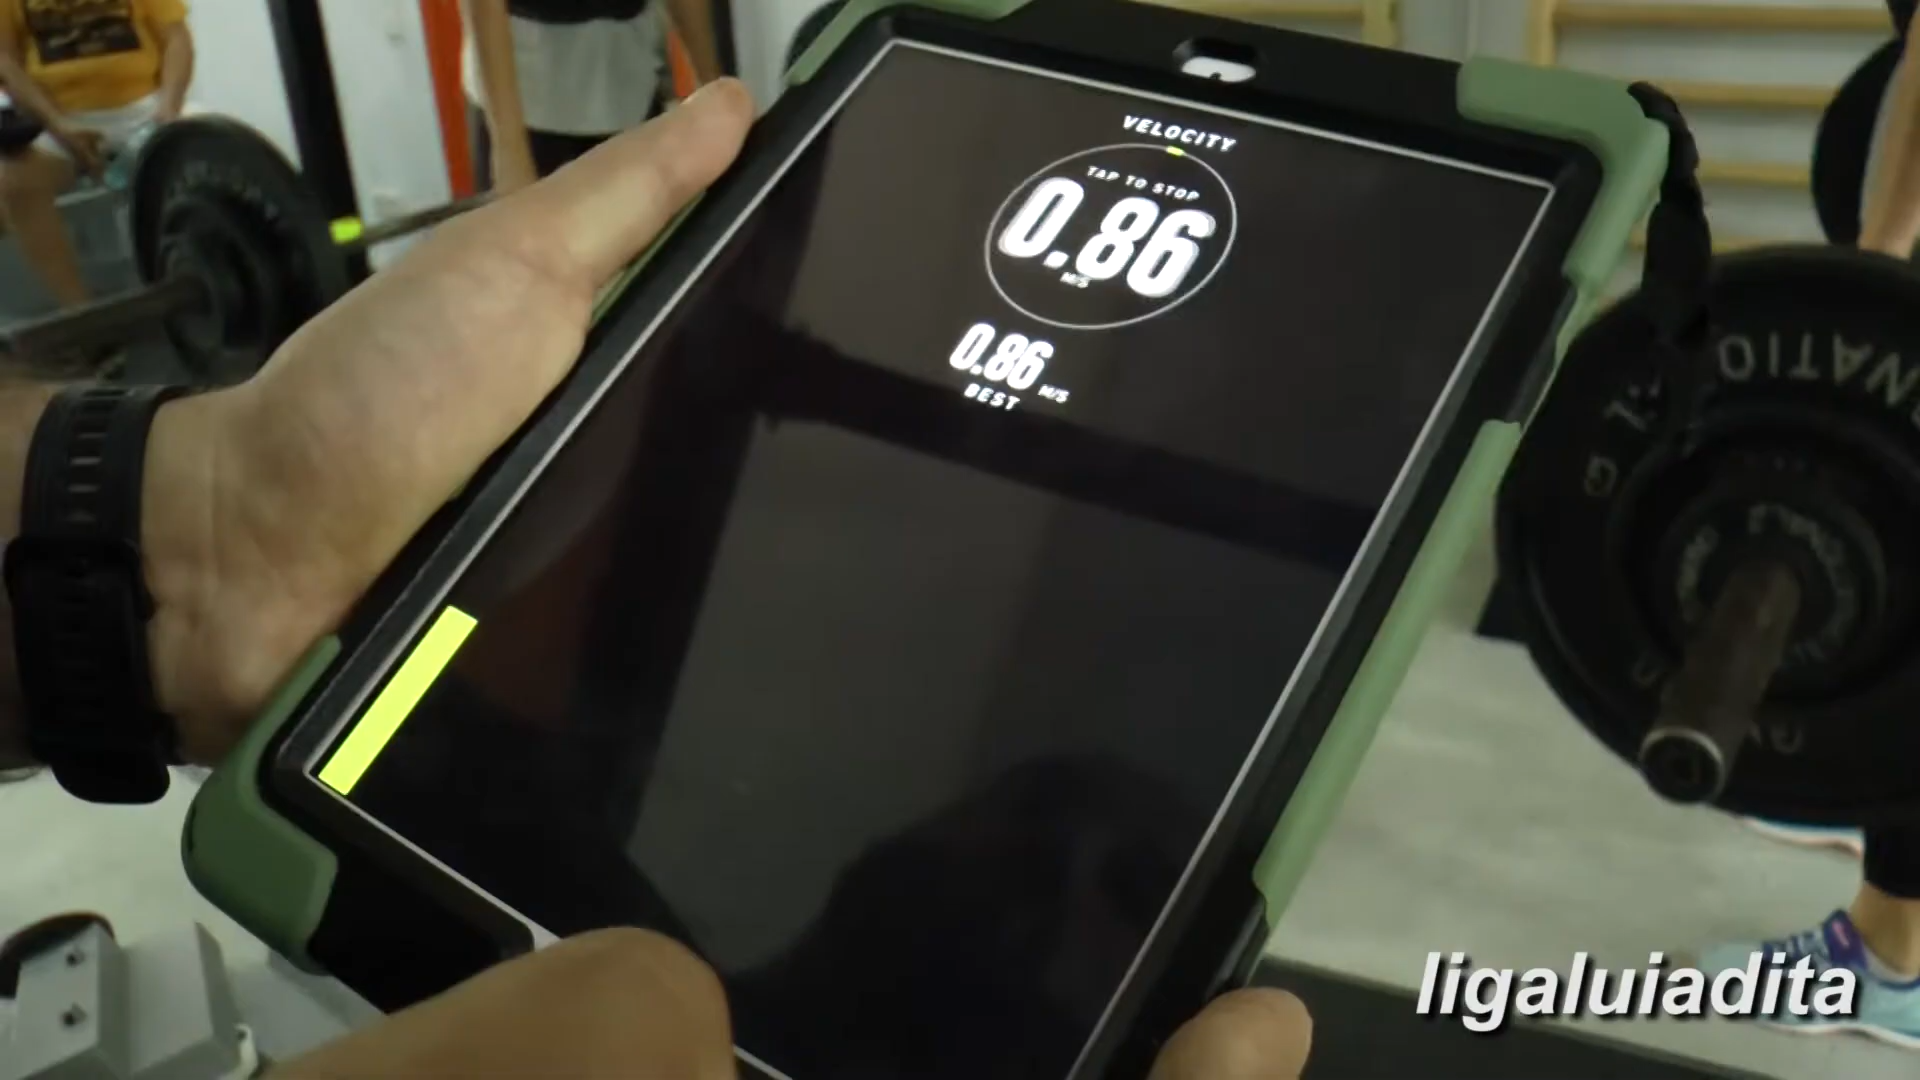 VELOCITY
TAP TO STOP
0.86
M/S
0.86 M/S
BEST
ligaluiadita